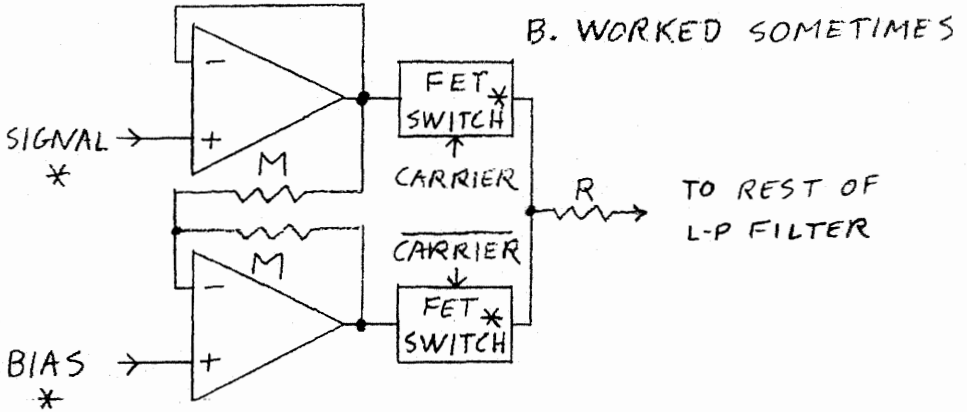 B. WORKED SOMETIMES
−
+
SIGNAL
*
FET *
SWITCH
CARRIER
M
R
TO REST OF
L-P FILTER
M
CARRIER
−
+
FET *
SWITCH
BIAS
*